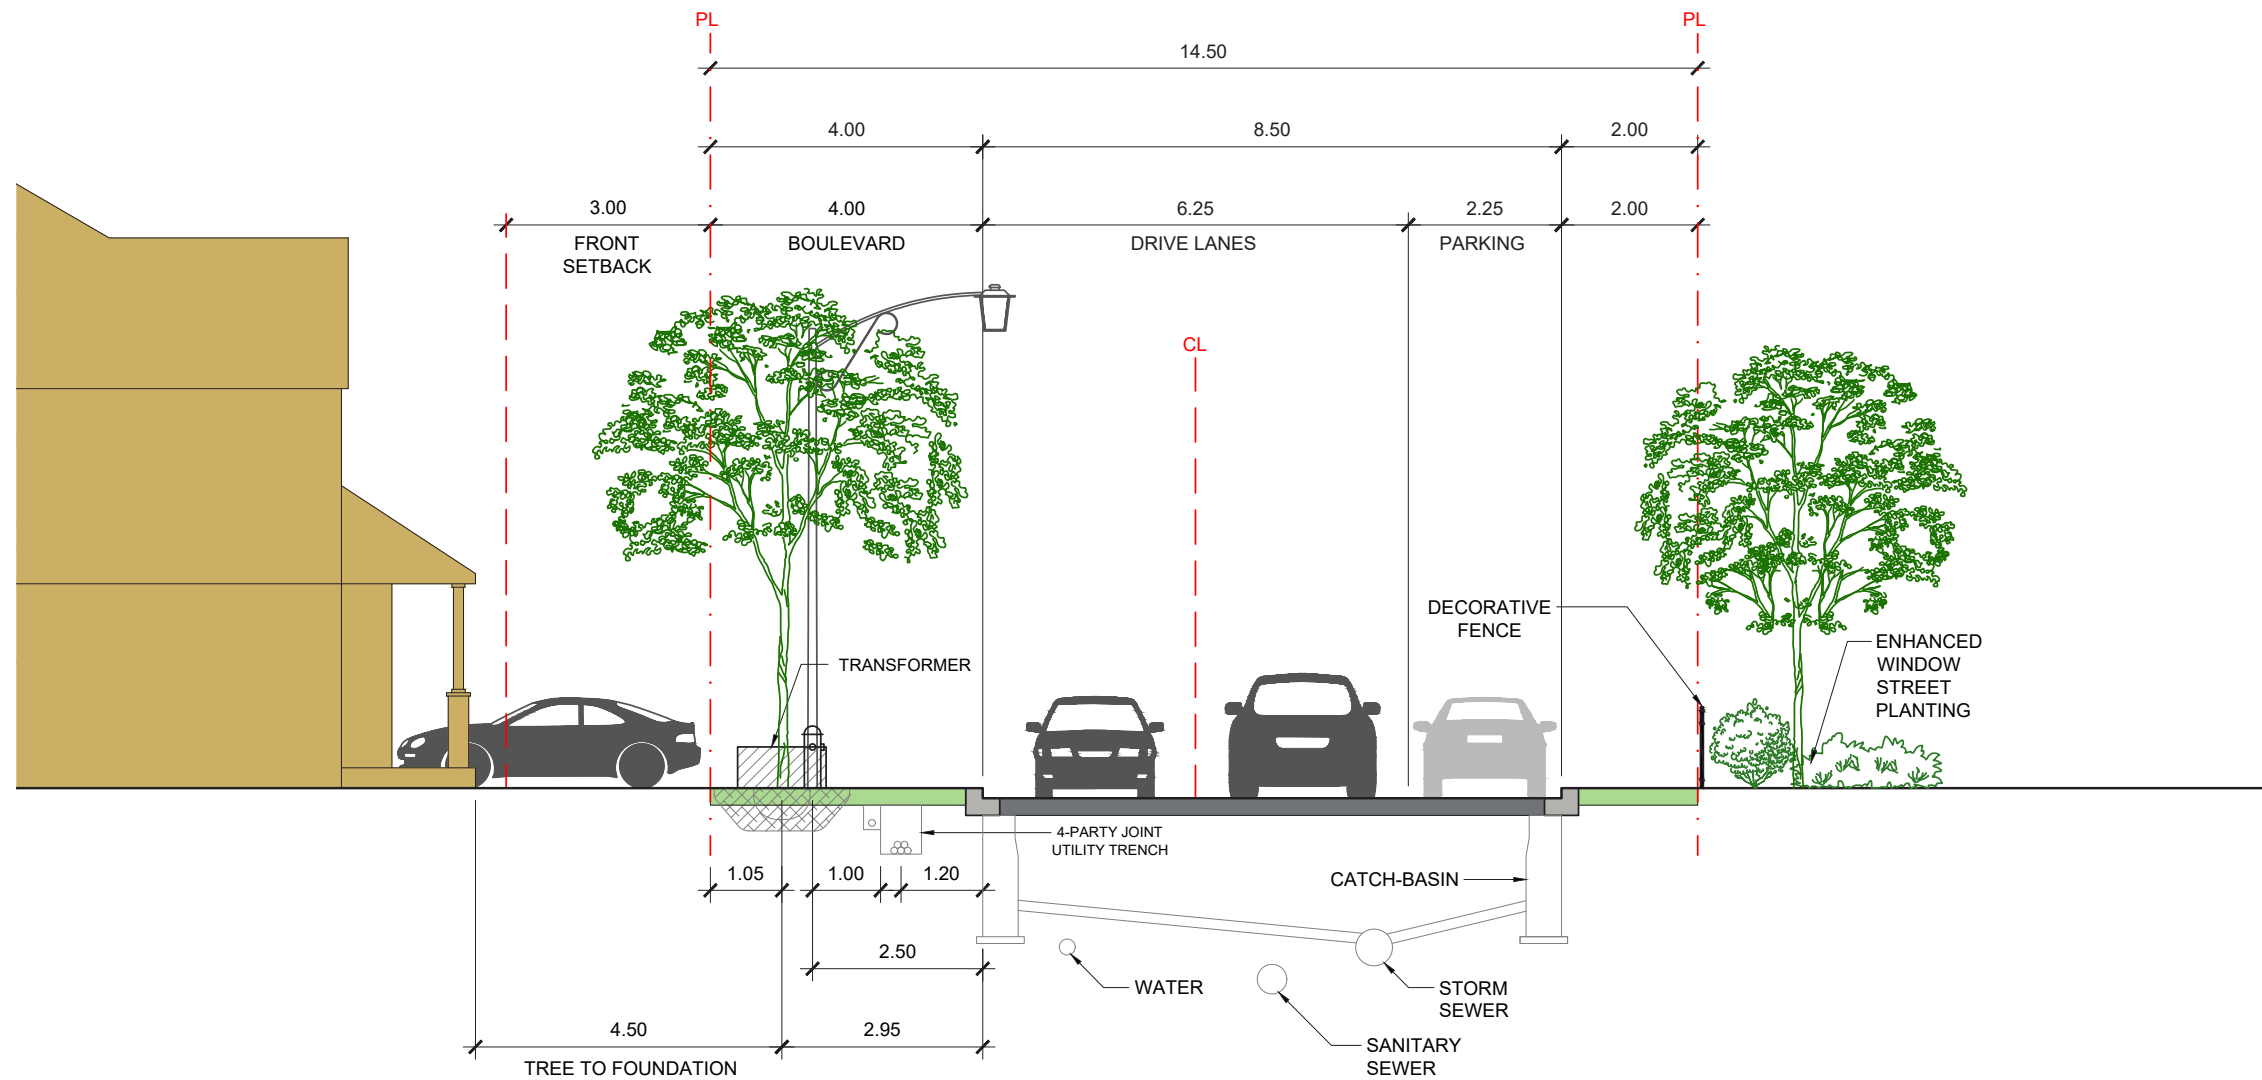 PL
PL
14.50
4.00
8.50
2.00
3.00
4.00
6.25
2.25
2.00
FRONT
SETBACK
BOULEVARD
DRIVE LANES
PARKING
CL
DECORATIVE
FENCE
ENHANCED
WINDOW
STREET
PLANTING
TRANSFORMER
4-PARTY JOINT
UTILITY TRENCH
1.05
1.00
1.20
CATCH-BASIN
2.50
WATER
STORM
SEWER
4.50
2.95
SANITARY
SEWER
TREE TO FOUNDATION